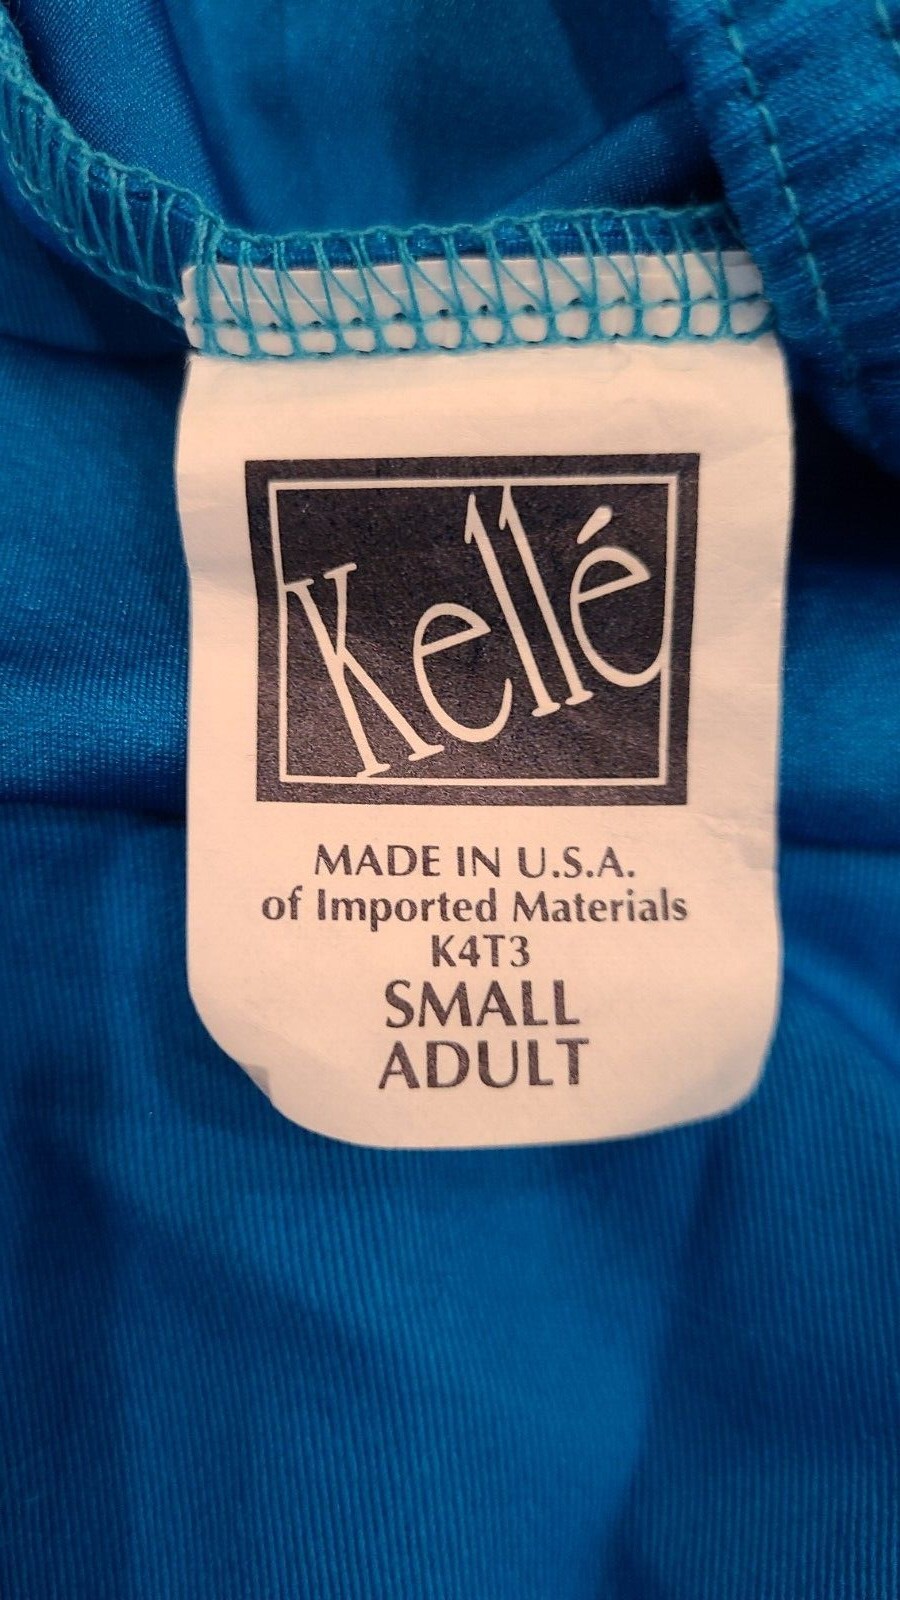 Kellé
MADE IN U.S.A.
of Imported Materials
K4T3
SMALL
ADULT